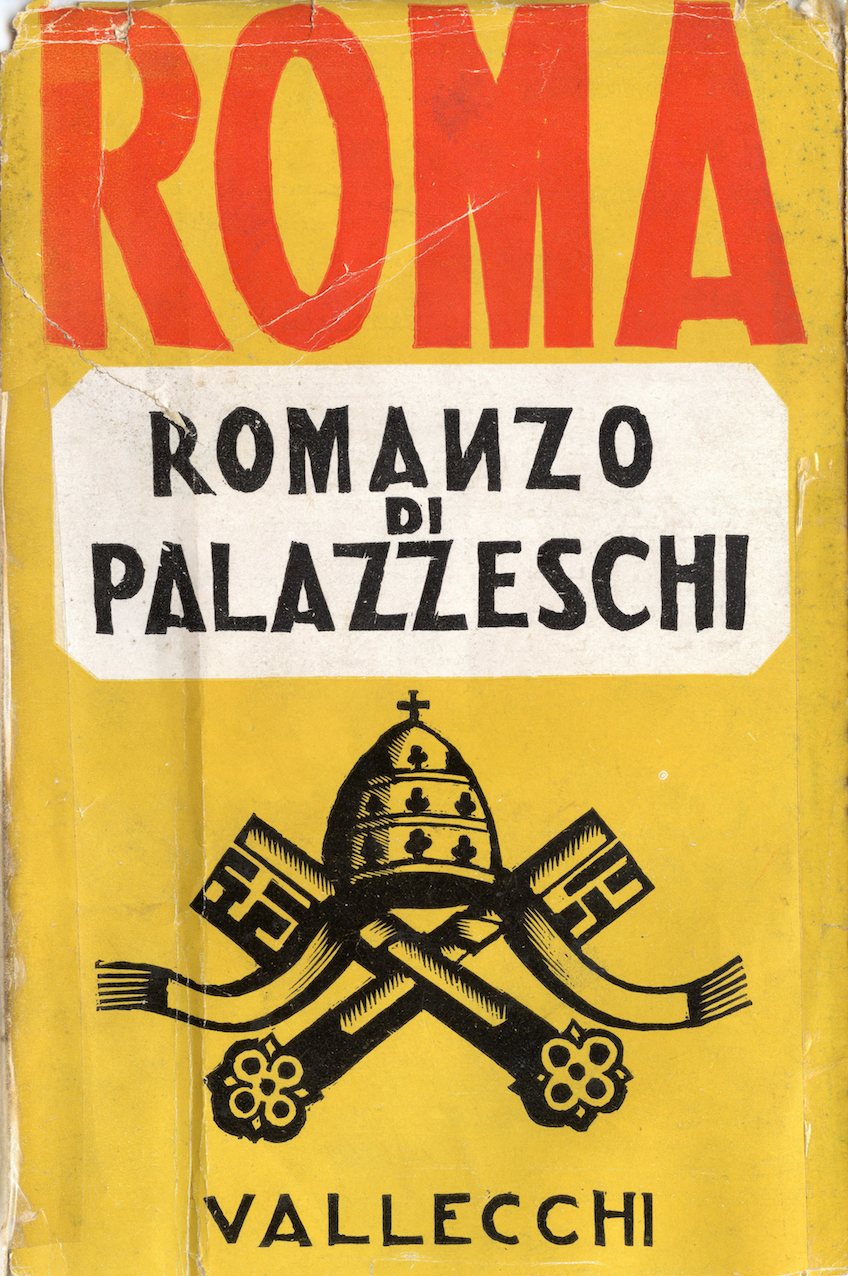 ROMA
ROMANZO
DI
PALAZZESCHI
VALLECCHI